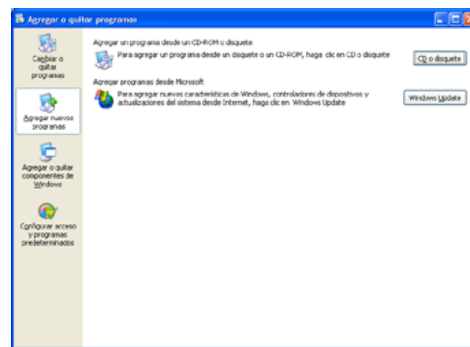 Agregar o quitar programas
Cambiar o
quitar
programas
Agregar nuevos
programas
Agregar o quitar
componentes de
Windows
Configurar acceso
y programas
predeterminados
Agregar un programa desde un CD-ROM o disquete
Para agregar un programa desde un disquete o un CD-ROM, haga clic en CD o disquete
CD o disquete
Agregar programas desde Microsoft
Para agregar nuevas características de Windows, controladores de dispositivos y
actualizaciones del sistema desde Internet, haga clic en Windows Update
Windows Update